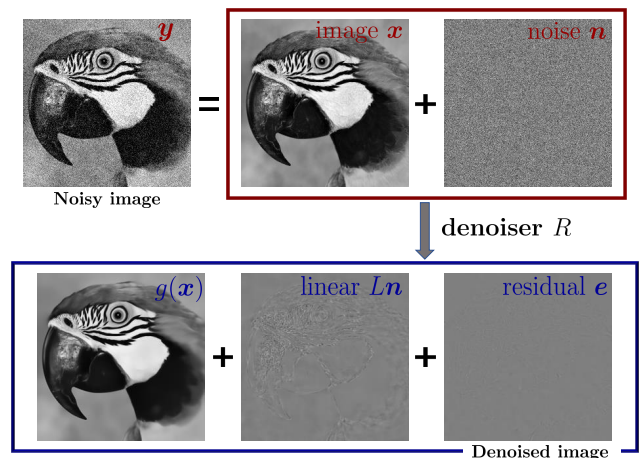 y
image x
noise n
=
+
Noisy image
denoiser R
g(x)
linear Ln
residual e
+
+
Denoised image